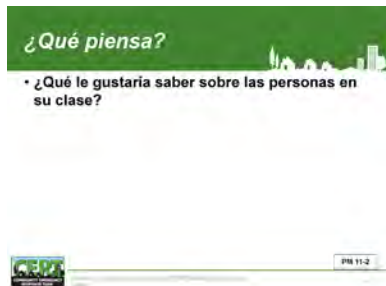 ¿Qué piensa?
• ¿Qué le gustaría saber sobre las personas en
su clase?
CERT
PM 11-2